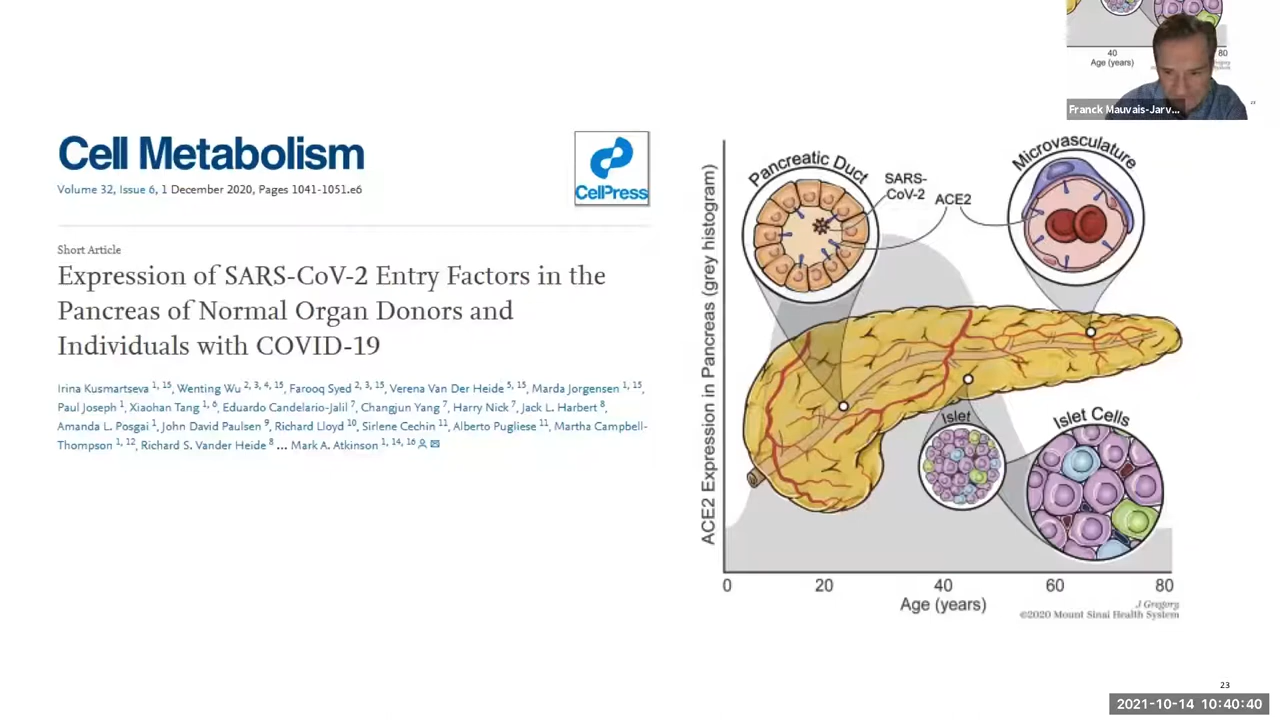 40
80
Age (years)
Franck Mauvais-Jarv...
Cell Metabolism
Volume 32, Issue 6, 1 December 2020, Pages 1041-1051.e6
CellPress
Short Article
Expression of SARS-CoV-2 Entry Factors in the
Pancreas of Normal Organ Donors and
Individuals with COVID-19
Irina Kusmartseva 1, 15, Wenting Wu 2, 3, 4, 15, Farooq Syed 2, 3, 15, Verena Van Der Heide 5, 15, Marda Jorgensen 1, 15,
Paul Joseph 1, Xiaohan Tang 1, 6, Eduardo Candelario-Jalil 7, Changjun Yang 7, Harry Nick 7, Jack L. Harbert 8,
Amanda L. Posgai 1, John David Paulsen 9, Richard Lloyd 10, Sirlene Cechin 11, Alberto Pugliese 11, Martha Campbell-
Thompson 1, 12, Richard S. Vander Heide 8 ... Mark A. Atkinson 1, 14, 16
ACE2 Expression in Pancreas (grey histogram)
Pancreatic Duct
SARS-
CoV-2
ACE2
Microvasculature
Islet
Islet Cells
0
20
40
60
80
Age (years)
J Gregory
©2020 Mount Sinai Health System
23
2021-10-14 10:40:40